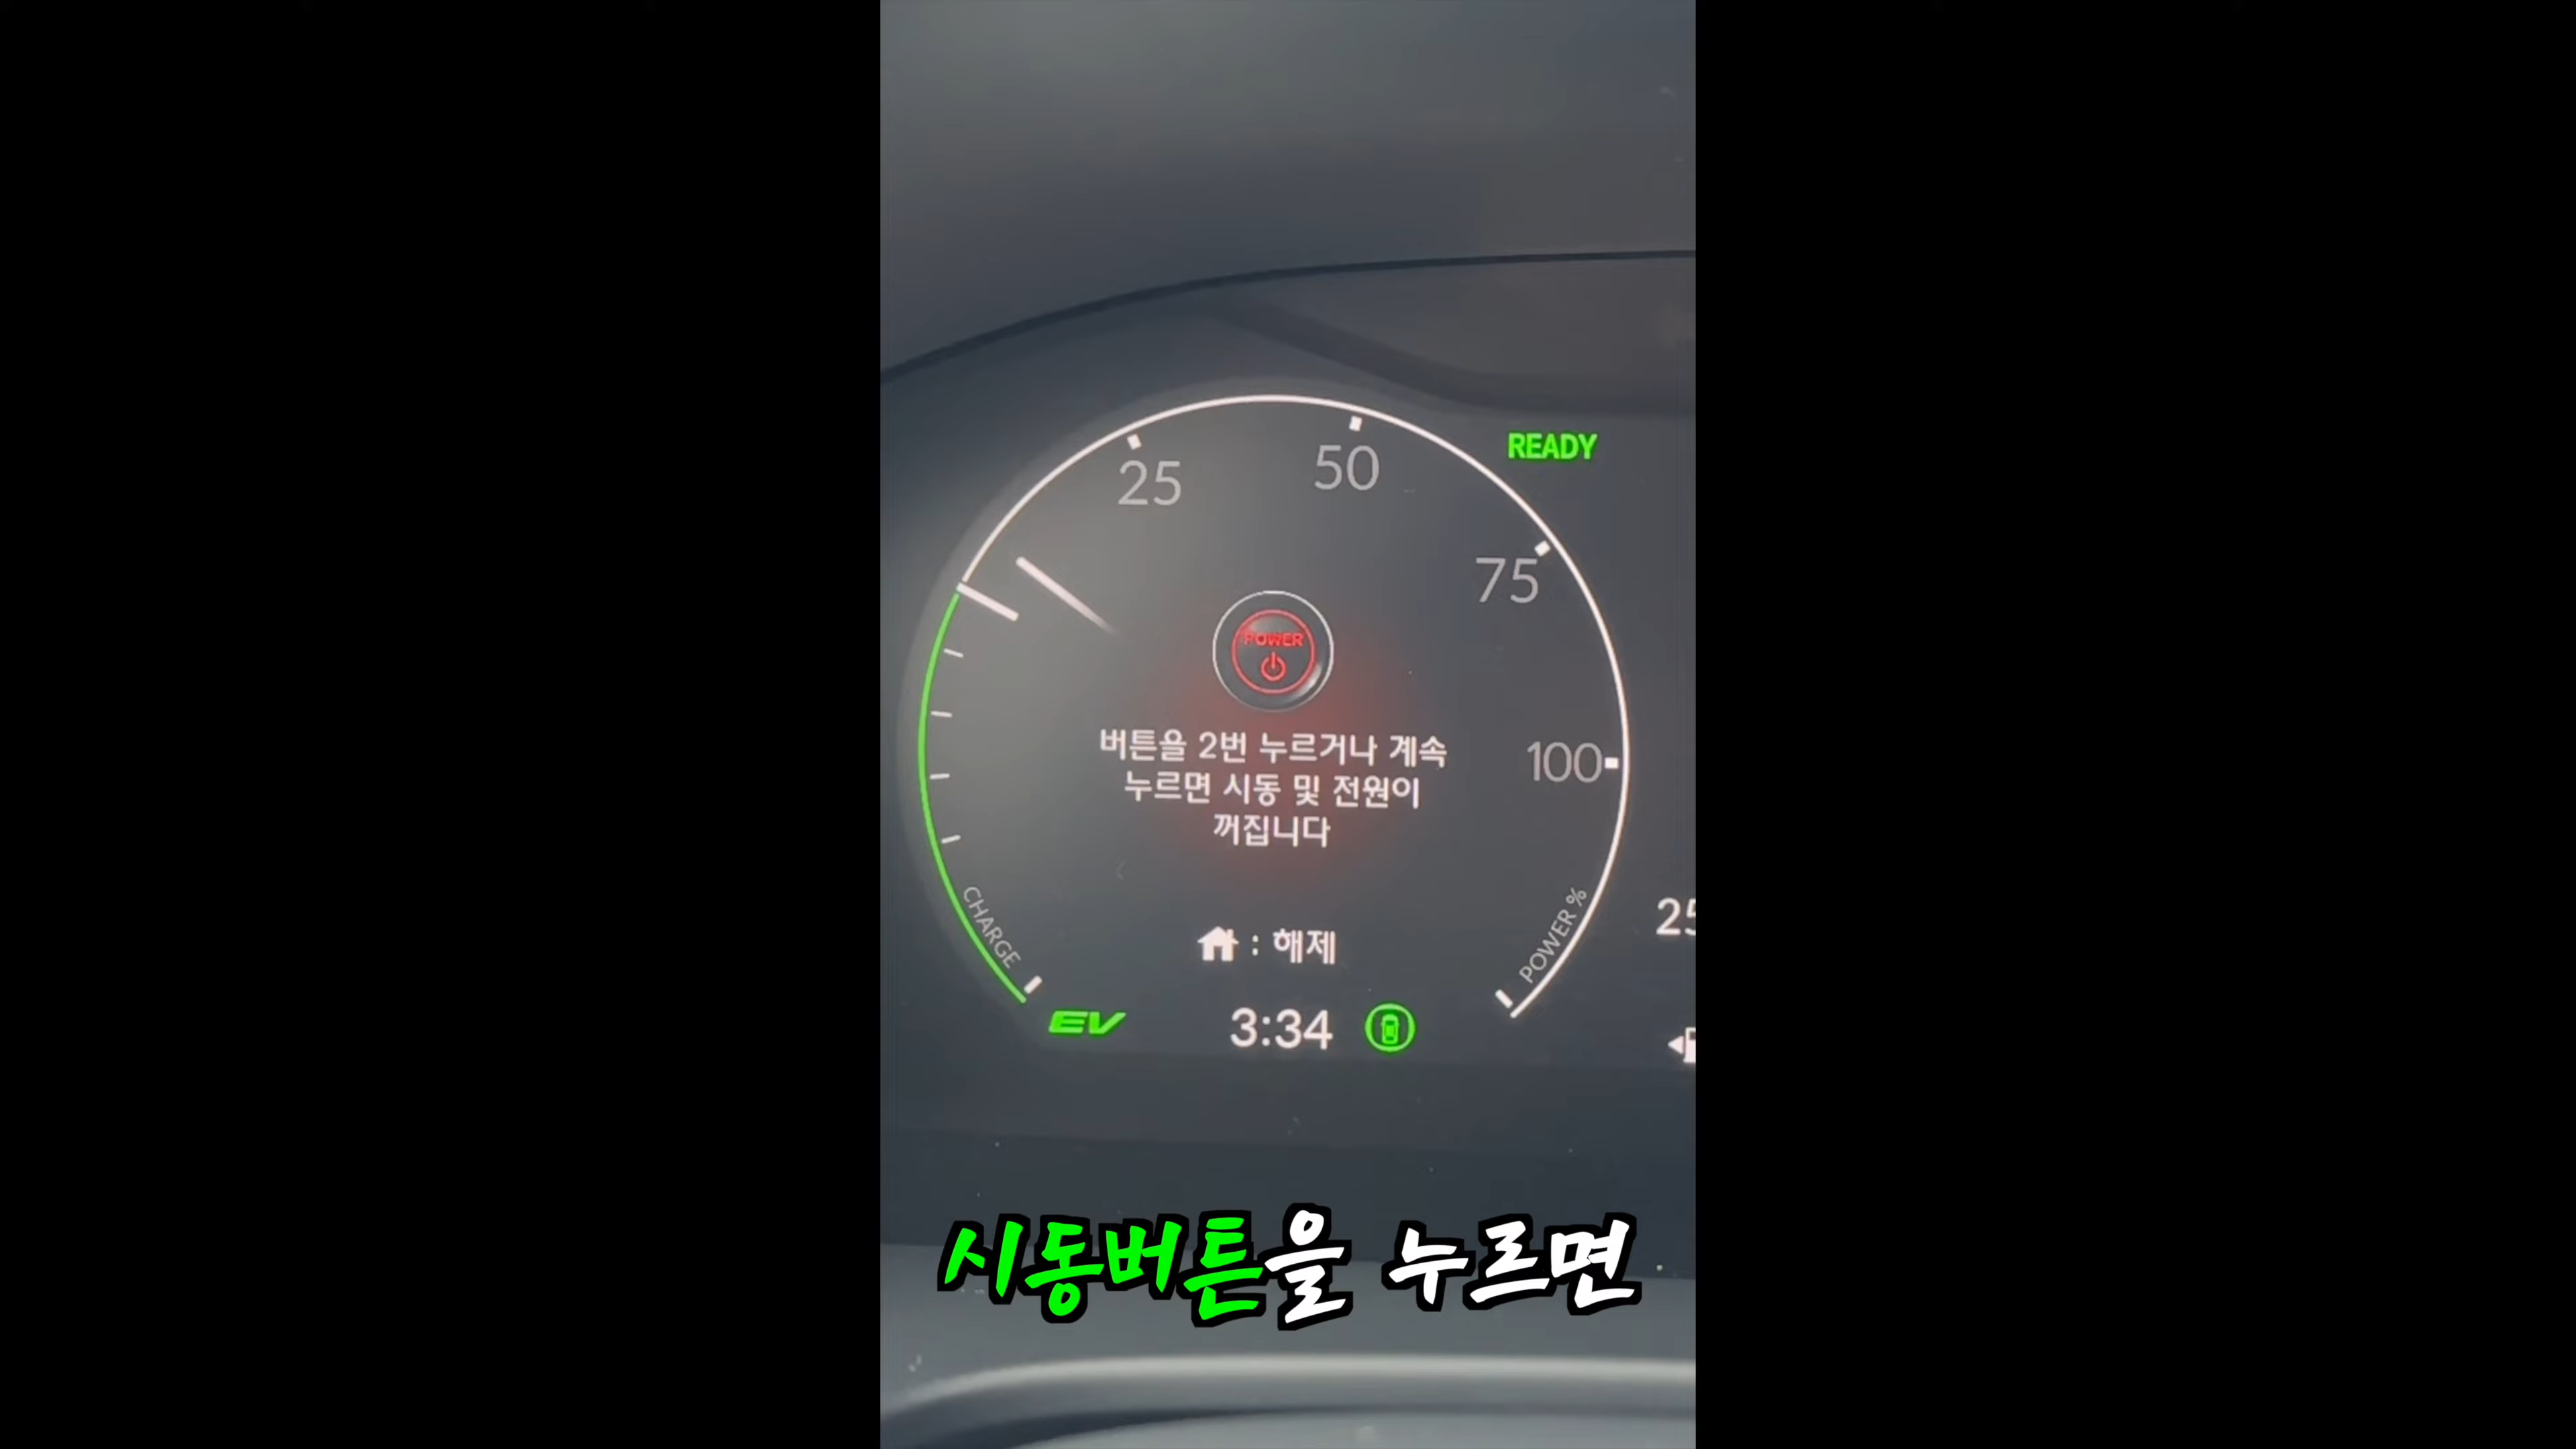 READY
25
50
75
100
POWER
버튼을 2번 누르거나 계속
누르면 시동 및 전원이
꺼집니다
CHARGE
POWER %
25
: 해제
EV
3:34
시동버튼을 누르면